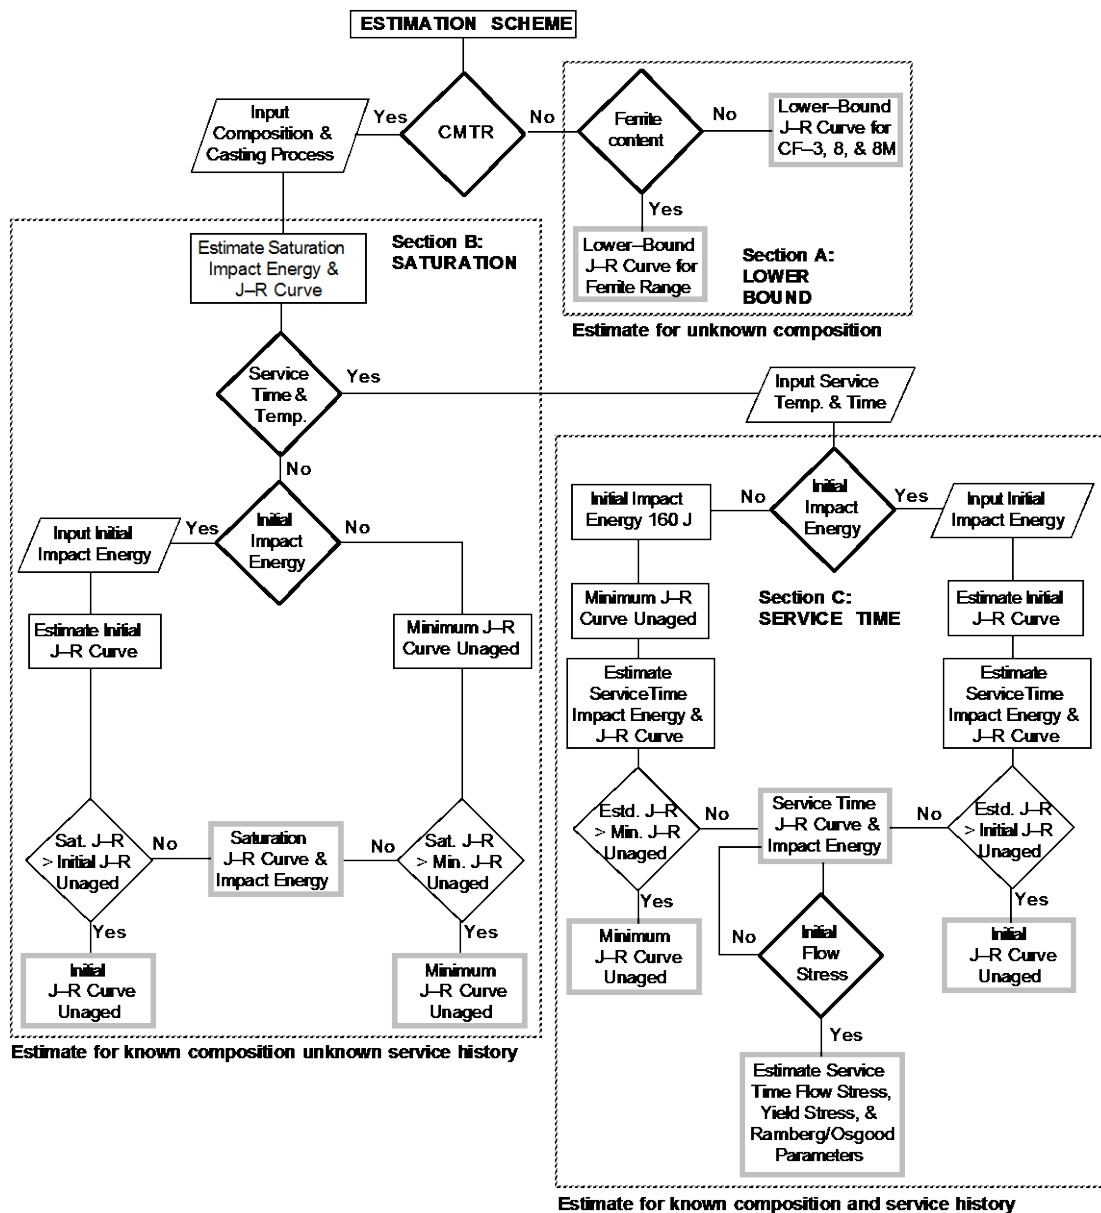 ESTIMATION SCHEME
CMTR
Yes
No
Input
Composition &
Casting Process
Ferrite
content
No
Lower–Bound
J–R Curve for
CF–3, 8, & 8M
Yes
Lower–Bound
J–R Curve for
Ferrite Range
Section A:
LOWER
BOUND
Estimate for unknown composition
Section B:
SATURATION
Estimate Saturation
Impact Energy &
J–R Curve
Service
Time &
Temp.
Yes
No
Input Service
Temp. & Time
Initial
Impact
Energy
Yes
No
Input Initial
Impact Energy
Estimate Initial
J–R Curve
Minimum J–R
Curve Unaged
Sat. J–R
> Initial J–R
Unaged
No
Saturation
J–R Curve &
Impact Energy
No
Sat. J–R
> Min. J–R
Unaged
Yes
Yes
Initial
J–R Curve
Unaged
Minimum
J–R Curve
Unaged
Estimate for known composition unknown service history
Initial
Impact
Energy
No
Yes
Initial Impact
Energy 160 J
Input Initial
Impact Energy
Section C:
SERVICE TIME
Minimum J–R
Curve Unaged
Estimate Initial
J–R Curve
Estimate
ServiceTime
Impact Energy &
J–R Curve
Estimate
ServiceTime
Impact Energy &
J–R Curve
Estd. J–R
> Min. J–R
Unaged
No
Service Time
J–R Curve &
Impact Energy
No
Estd. J–R
> Initial J–R
Unaged
Yes
Yes
Minimum
J–R Curve
Unaged
No
Initial
Flow
Stress
Initial
J–R Curve
Unaged
Yes
Estimate Service
Time Flow Stress,
Yield Stress, &
Ramberg/Osgood
Parameters
Estimate for known composition and service history